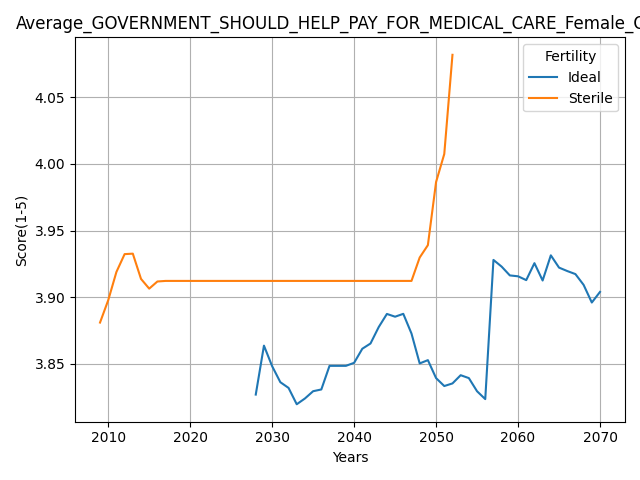 Average_GOVERNMENT_SHOULD_HELP_PAY_FOR_MEDICAL_CARE_Female_
Fertility
Ideal
Sterile
4.05
4.00
3.95
3.90
3.85
Score(1-5)
2010 2020 2030 2040 2050 2060 2070
Years